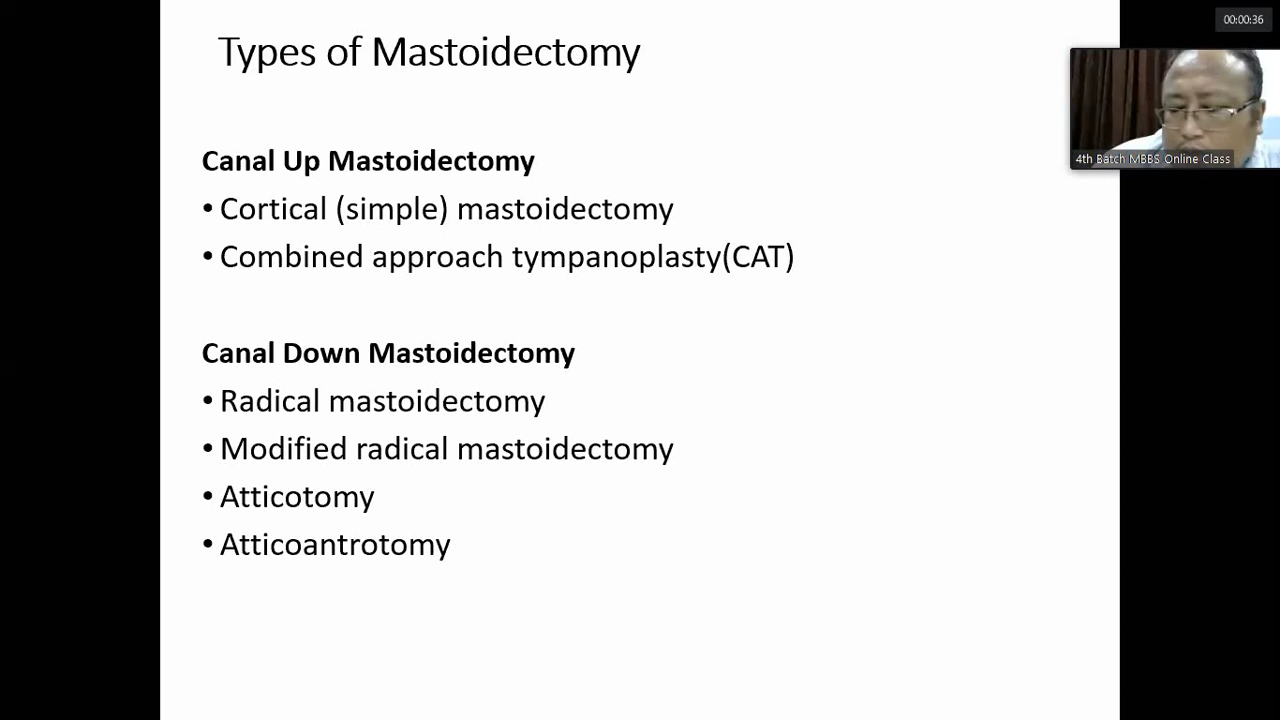 00:00:36
Types of Mastoidectomy
4th Batch MBBS Online Class
Canal Up Mastoidectomy
• Cortical (simple) mastoidectomy
• Combined approach tympanoplasty(CAT)
Canal Down Mastoidectomy
• Radical mastoidectomy
• Modified radical mastoidectomy
• Atticotomy
• Atticoantrotomy